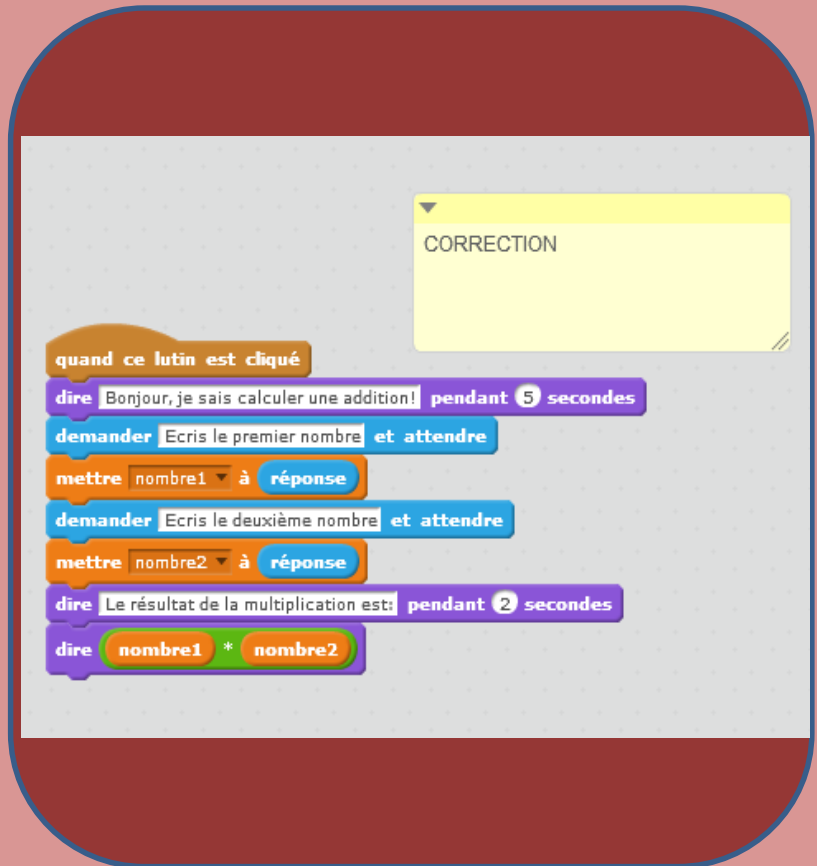 CORRECTION
quand ce lutin est cliqué
dire Bonjour, je sais calculer une addition! pendant 5 secondes
demander Ecris le premier nombre et attendre
mettre nombre1 à réponse
demander Ecris le deuxième nombre et attendre
mettre nombre2 à réponse
dire Le résultat de la multiplication est: pendant 2 secondes
dire nombre1 * nombre2